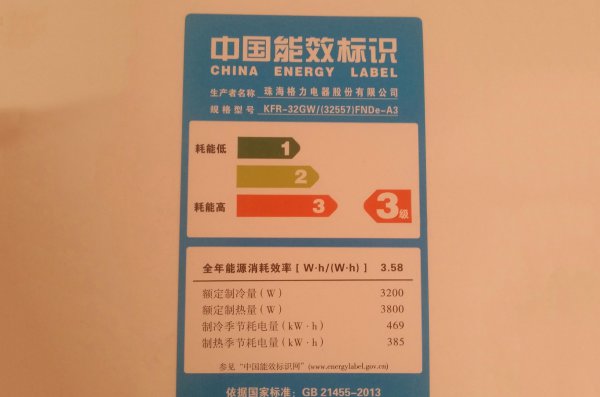 中国能效标识
CHINA ENERGY LABEL
生产者名称 珠海格力电器股份有限公司
规格型号 KFR-32GW/(32557)FNDe-A3
耗能低 1
2
耗能高 3 3级
全年能源消耗效率[W·h/(W·h)] 3.58
额定制冷量(W) 3200
额定制热量(W) 3800
制冷季节耗电量(kW·h) 469
制热季节耗电量(kW·h) 385
参见“中国能效标识网”(www.energylabel.gov.cn)
依据国家标准: GB 21455-2013